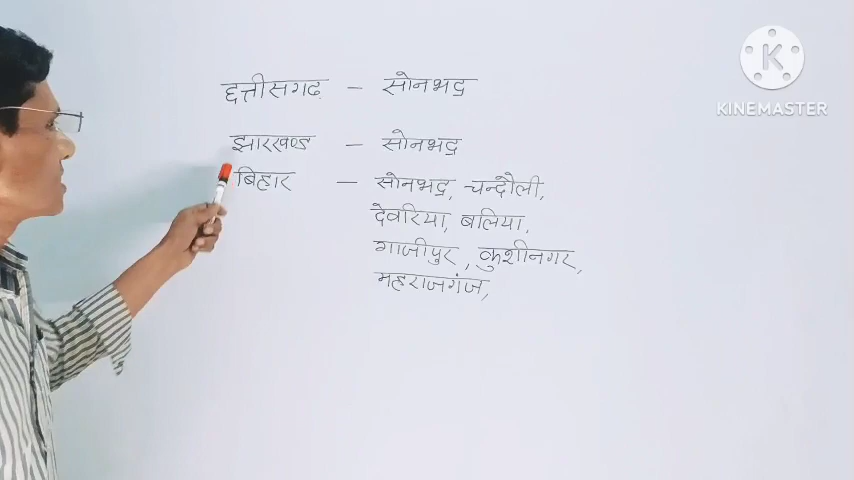 छत्तीसगढ़ - सोनभद्र
झारखण्ड - सोनभद्र
बिहार - सोनभद्र, चन्दौली,
देवरिया, बलिया,
गाजीपुर, कुशीनगर,
महराजगंज,
KINEMASTER